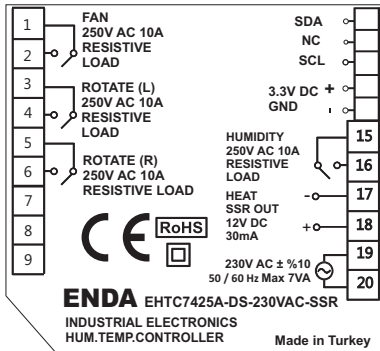 1
2
3
4
5
6
7
8
9
FAN
250V AC 10A
RESISTIVE
LOAD
ROTATE (L)
250V AC 10A
RESISTIVE
LOAD
ROTATE (R)
250V AC 10A
RESISTIVE LOAD
CE
RoHS
SDA
NC
SCL
3.3V DC +
GND -
HUMIDITY
250V AC 10A
RESISTIVE
LOAD
HEAT -
SSR OUT
12V DC +
30mA
230V AC ± %10
50 / 60 Hz Max 7VA
15
16
17
18
19
20
ENDA EHTC7425A-DS-230VAC-SSR
INDUSTRIAL ELECTRONICS
HUM.TEMP.CONTROLLER
Made in Turkey